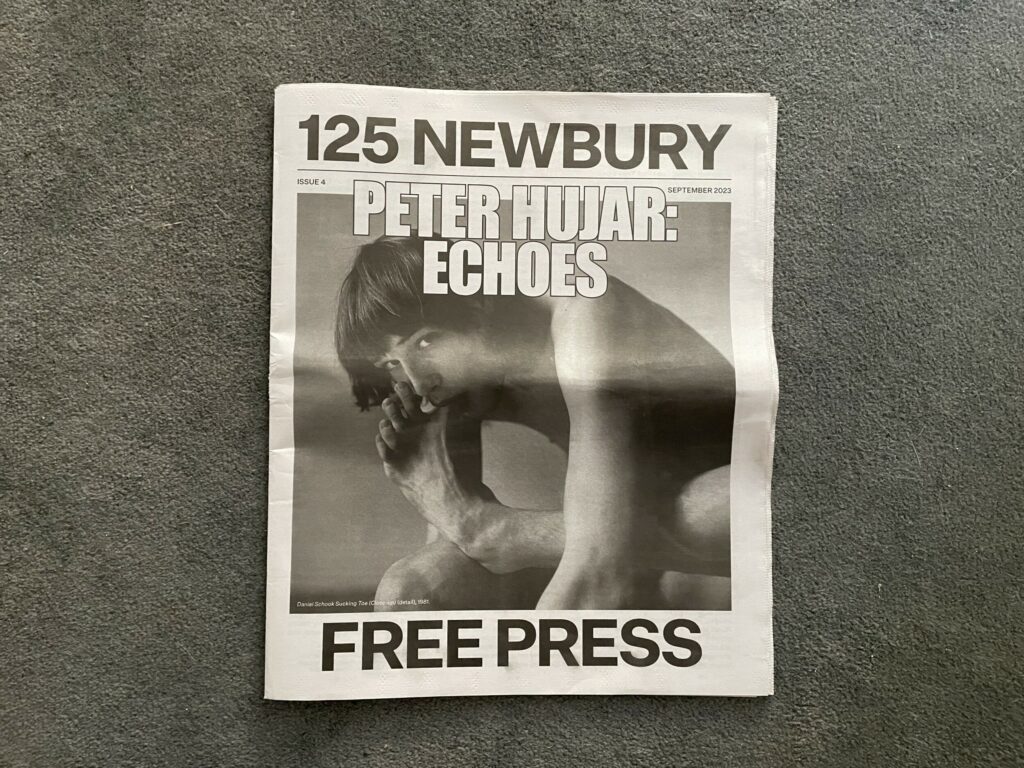 125 NEWBURY
ISSUE 4
SEPTEMBER 2023
PETER HUJAR:
ECHOES
Daniel Schook Sucking Toe (Close-up) (detail), 1981.
FREE PRESS